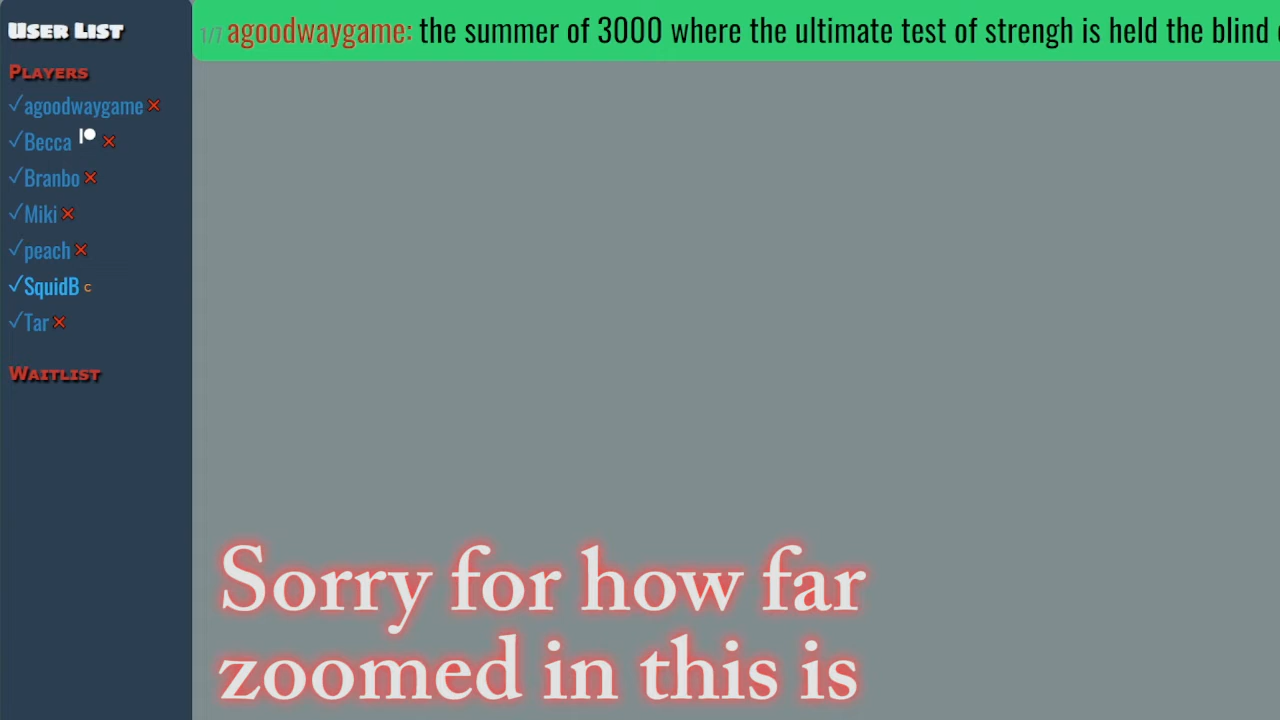 User List
Players
✓agoodwaygame ×
✓Becca ×
✓Branbo ×
✓Miki ×
✓peach ×
✓SquidB c
✓Tar ×
Waitlist
1/7 agoodwaygame: the summer of 3000 where the ultimate test of strengh is held the blind
Sorry for how far
zoomed in this is